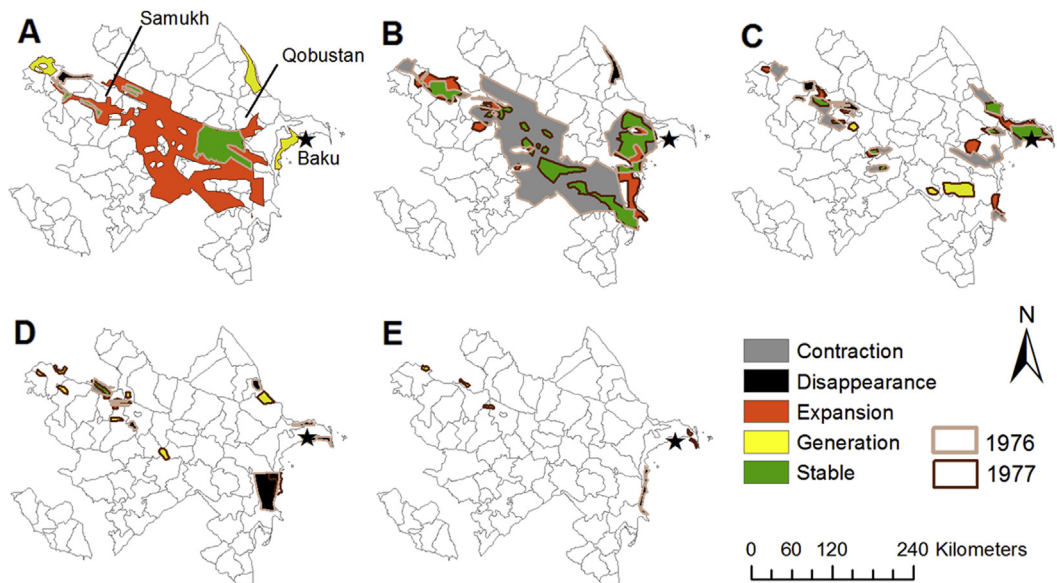 A
Samukh
Qobustan
Baku
B
C
D
E
N
Contraction
Disappearance
Expansion
Generation
Stable
1976
1977
0 60 120 240 Kilometers